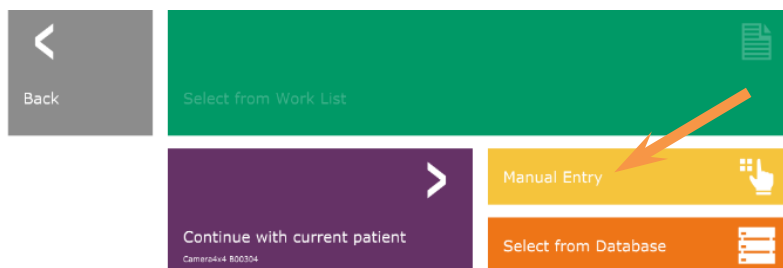 Back
Select from Work List
Manual Entry
Continue with current patient
Camera4x4 B00304
Select from Database